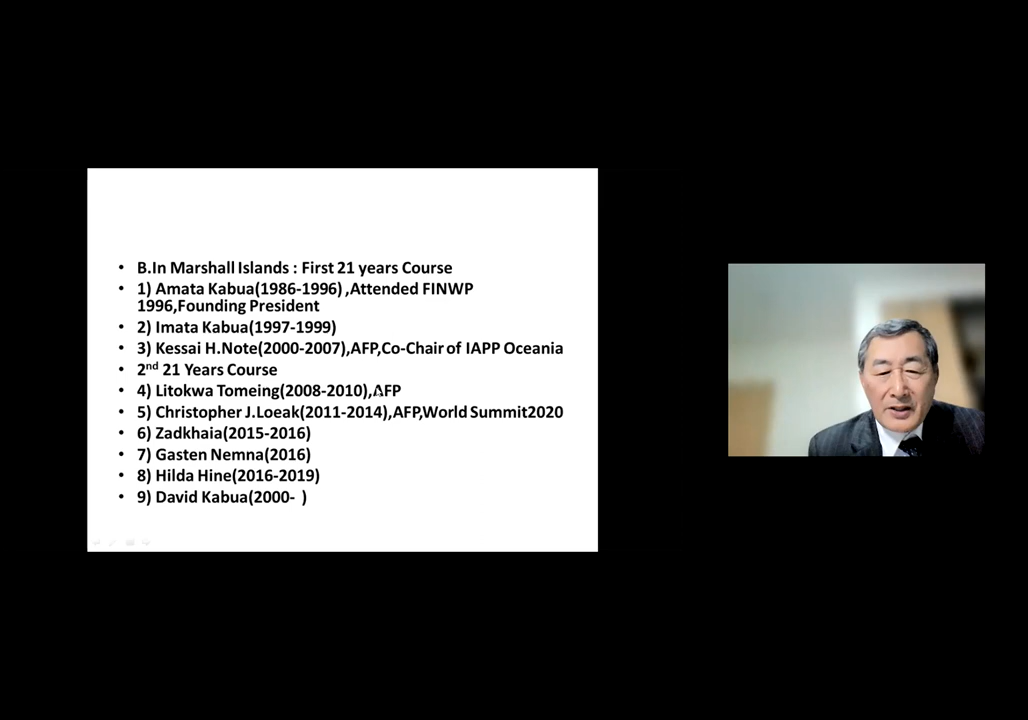 • B.In Marshall Islands : First 21 years Course
• 1) Amata Kabua(1986-1996) ,Attended FINWP
1996,Founding President
• 2) Imata Kabua(1997-1999)
• 3) Kessai H.Note(2000-2007),AFP,Co-Chair of IAPP Oceania
• 2nd 21 Years Course
• 4) Litokwa Tomeing(2008-2010),AFP
• 5) Christopher J.Loeak(2011-2014),AFP,World Summit2020
• 6) Zadkhaia(2015-2016)
• 7) Gasten Nemna(2016)
• 8) Hilda Hine(2016-2019)
• 9) David Kabua(2000- )